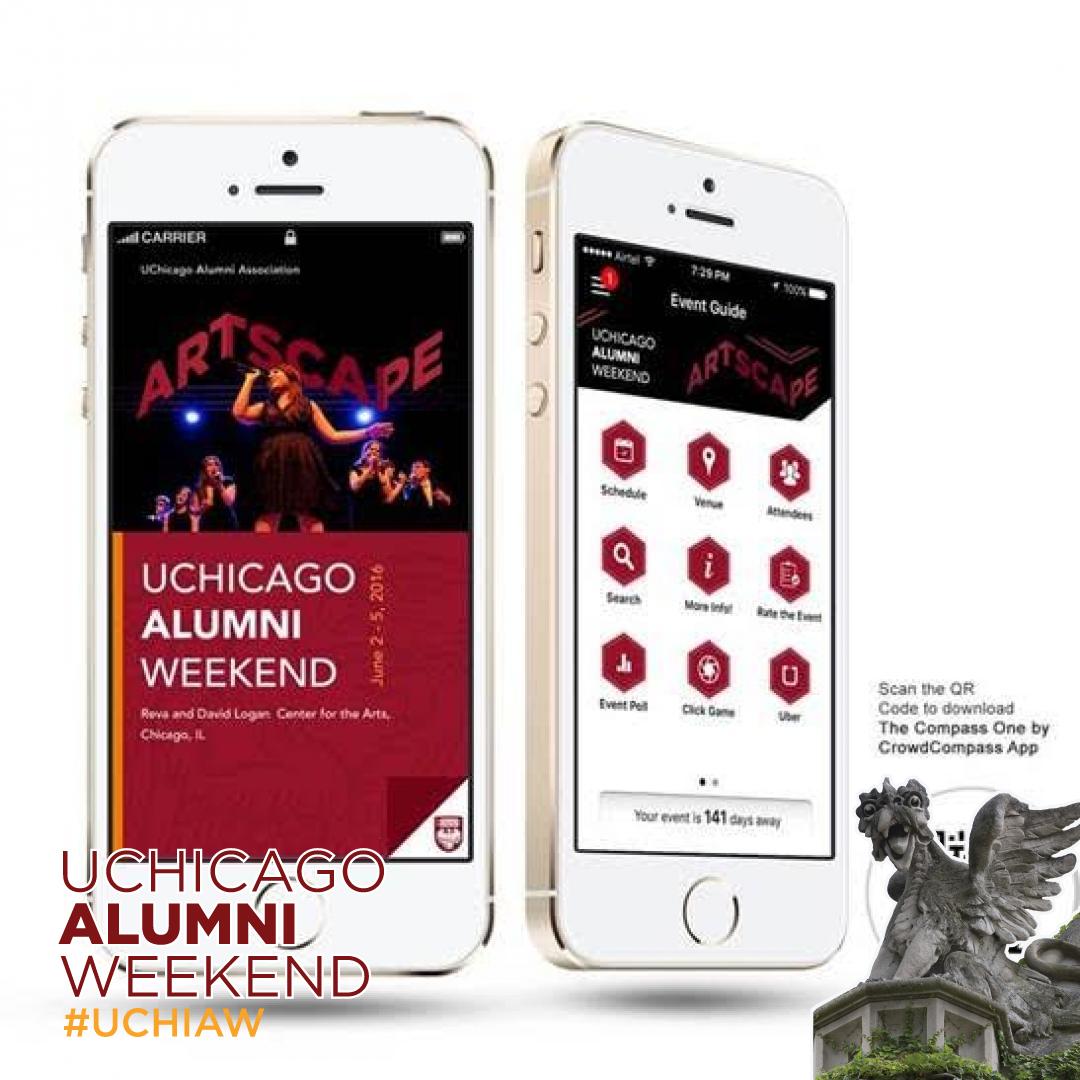 CARRIER
UChicago Alumni Association
ARTSCAPE
UCHICAGO
ALUMNI
WEEKEND
June 2 - 5, 2016
Reva and David Logan Center for the Arts,
Chicago, IL
Airtel 7:29 PM 100%
1
Event Guide
UCHICAGO
ALUMNI
WEEKEND
ARTSCAPE
Schedule Venue Attendees
Search More Info! Rate the Event
Event Poll Click Game Uber
Your event is 141 days away
Scan the QR
Code to download
The Compass One by
CrowdCompass App
UCHICAGO
ALUMNI
WEEKEND
#UCHIAW